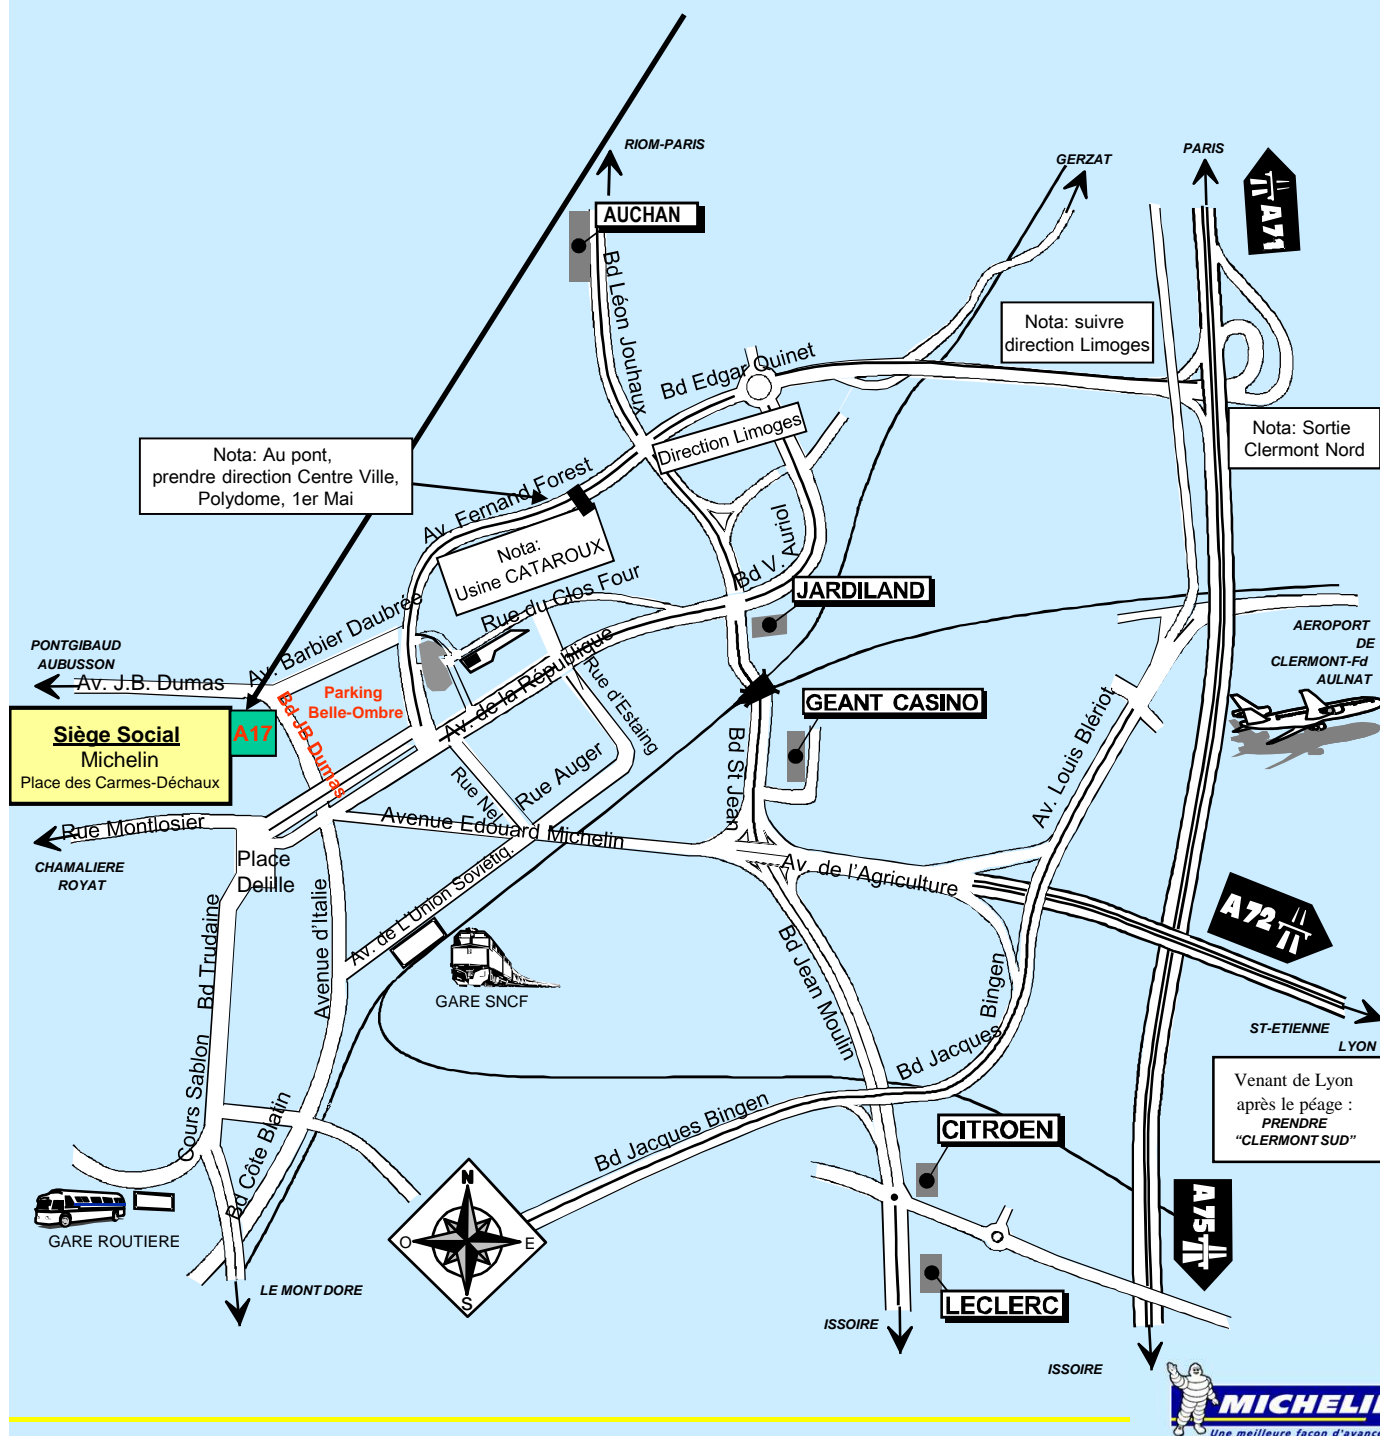 RIOM-PARIS
GERZAT
PARIS
A71
AUCHAN
Bd Léon Jouhaux
Nota: suivre
direction Limoges
Bd Edgar Quinet
Direction Limoges
Nota: Sortie
Clermont Nord
Nota: Au pont,
prendre direction Centre Ville,
Polydome, 1er Mai
Av. Fernand Forest
Nota:
Usine CATAROUX
Bd V. Auriol
JARDILAND
Rue du Clos Four
Av. Barbier Daubrée
AEROPORT
DE
CLERMONT-Fd
AULNAT
PONTGIBAUD
AUBUSSON
Av. J.B. Dumas
Parking
Belle-Ombre
Bd JB Dumas
Av. de la République
Rue d'Estaing
GEANT CASINO
Siège Social
Michelin
Place des Carmes-Déchaux
A17
Bd St Jean
Av. Louis Blériot
Rue Nel
Rue Auger
Rue Montlosier
Avenue Edouard Michelin
CHAMALIERE
ROYAT
Place
Delille
Av. de l'Agriculture
A72
Av. de L'Union Soviétiq.
Bd Trudaine
Avenue d'Italie
GARE SNCF
Bd Jean Moulin
Bingen
Bd Jacques
ST-ETIENNE
LYON
Venant de Lyon
après le péage :
PRENDRE
“CLERMONT SUD”
Cours Sablon
Bd Côte Blatin
Bd Jacques Bingen
CITROEN
N
O
E
S
A75
GARE ROUTIERE
LE MONT DORE
LECLERC
ISSOIRE
ISSOIRE
MICHELIN
Une meilleure façon d'avance